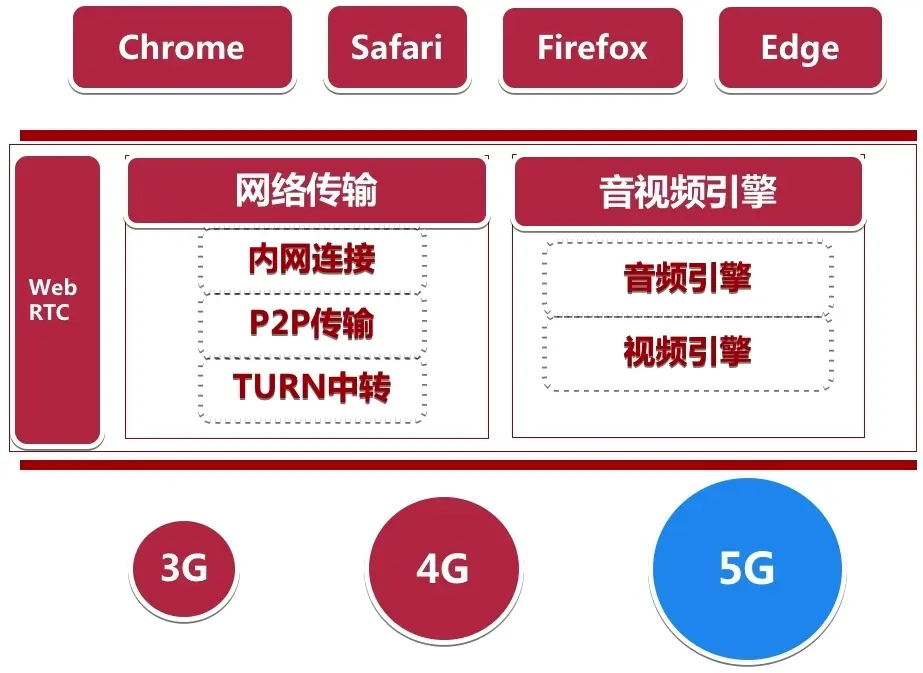 Chrome
Safari
Firefox
Edge
Web
RTC
网络传输
内网连接
P2P传输
TURN中转
音视频引擎
音频引擎
视频引擎
3G
4G
5G